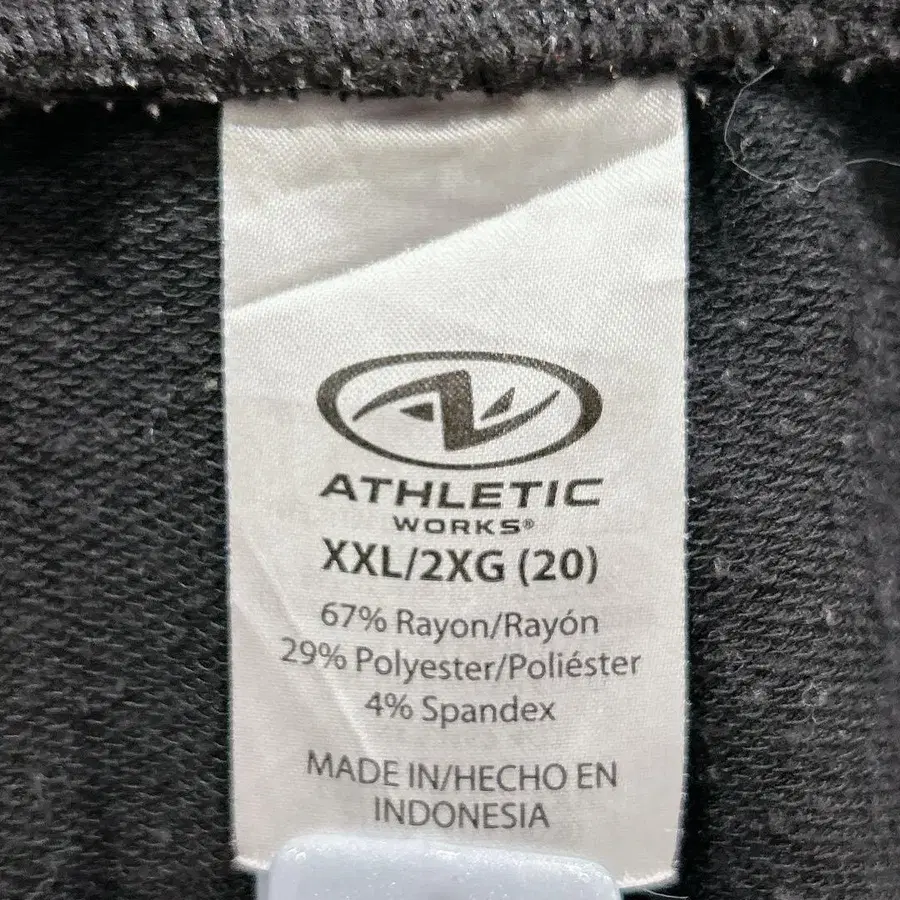 ATHLETIC
WORKS®
XXL/2XG (20)
67% Rayon/Rayón
29% Polyester/Poliéster
4% Spandex
MADE IN/HECHO EN
INDONESIA